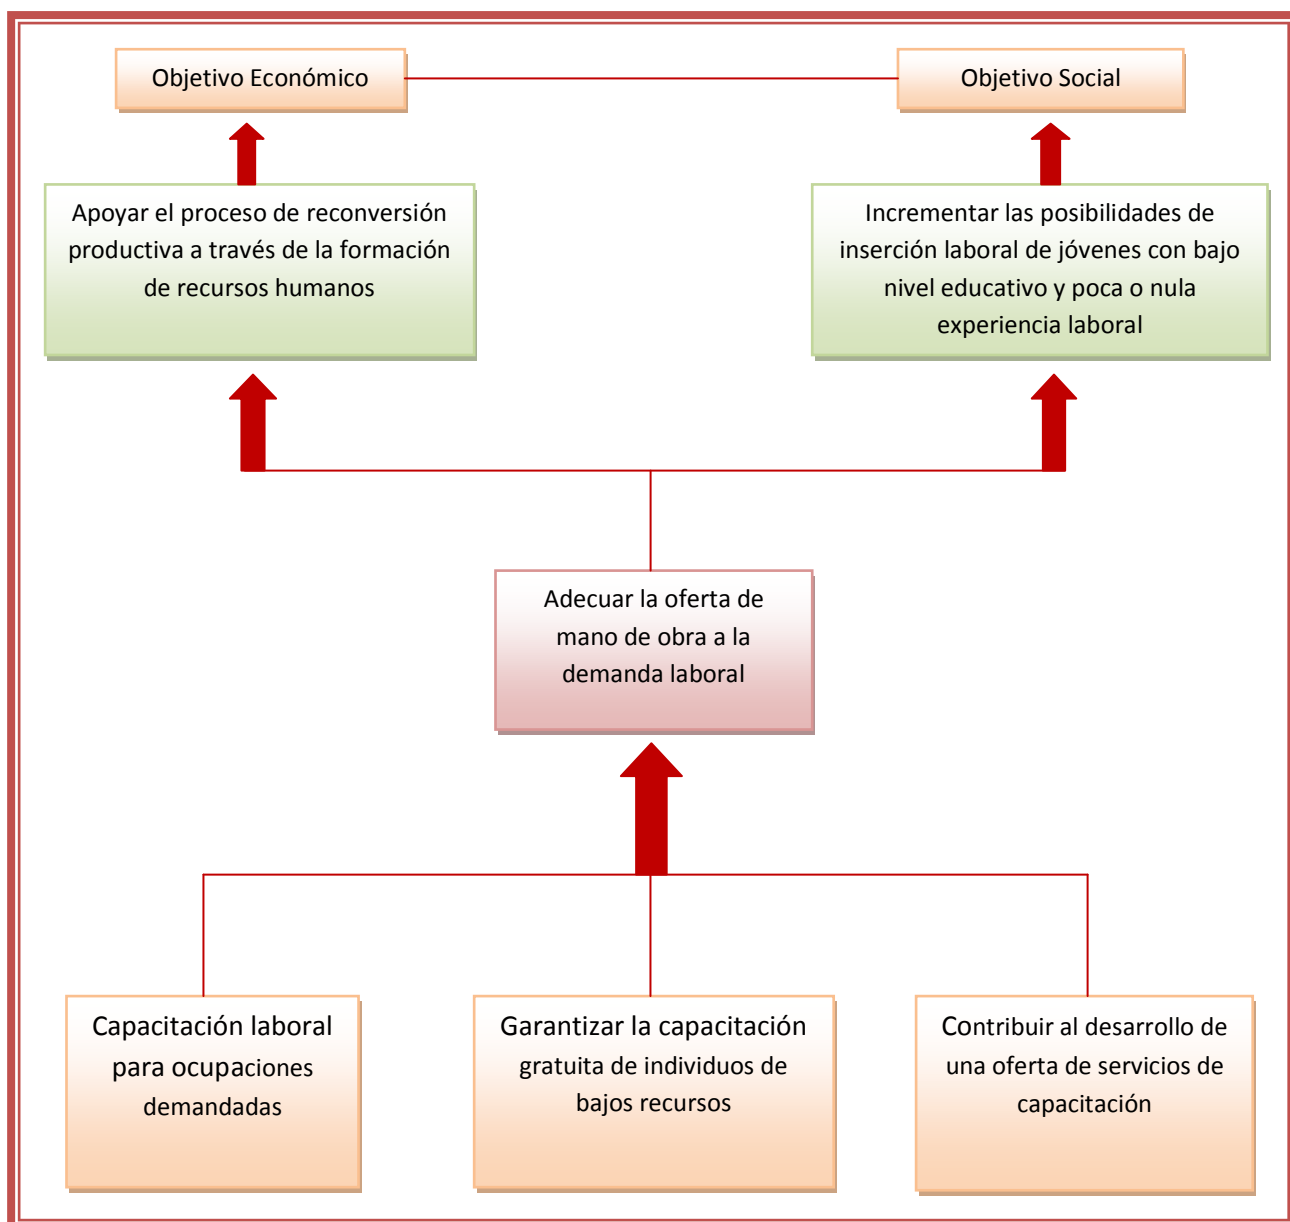 Objetivo Económico
Objetivo Social
Apoyar el proceso de reconversión
productiva a través de la formación
de recursos humanos
Incrementar las posibilidades de
inserción laboral de jóvenes con bajo
nivel educativo y poca o nula
experiencia laboral
Adecuar la oferta de
mano de obra a la
demanda laboral
Capacitación laboral
para ocupaciones
demandadas
Garantizar la capacitación
gratuita de individuos de
bajos recursos
Contribuir al desarrollo de
una oferta de servicios de
capacitación